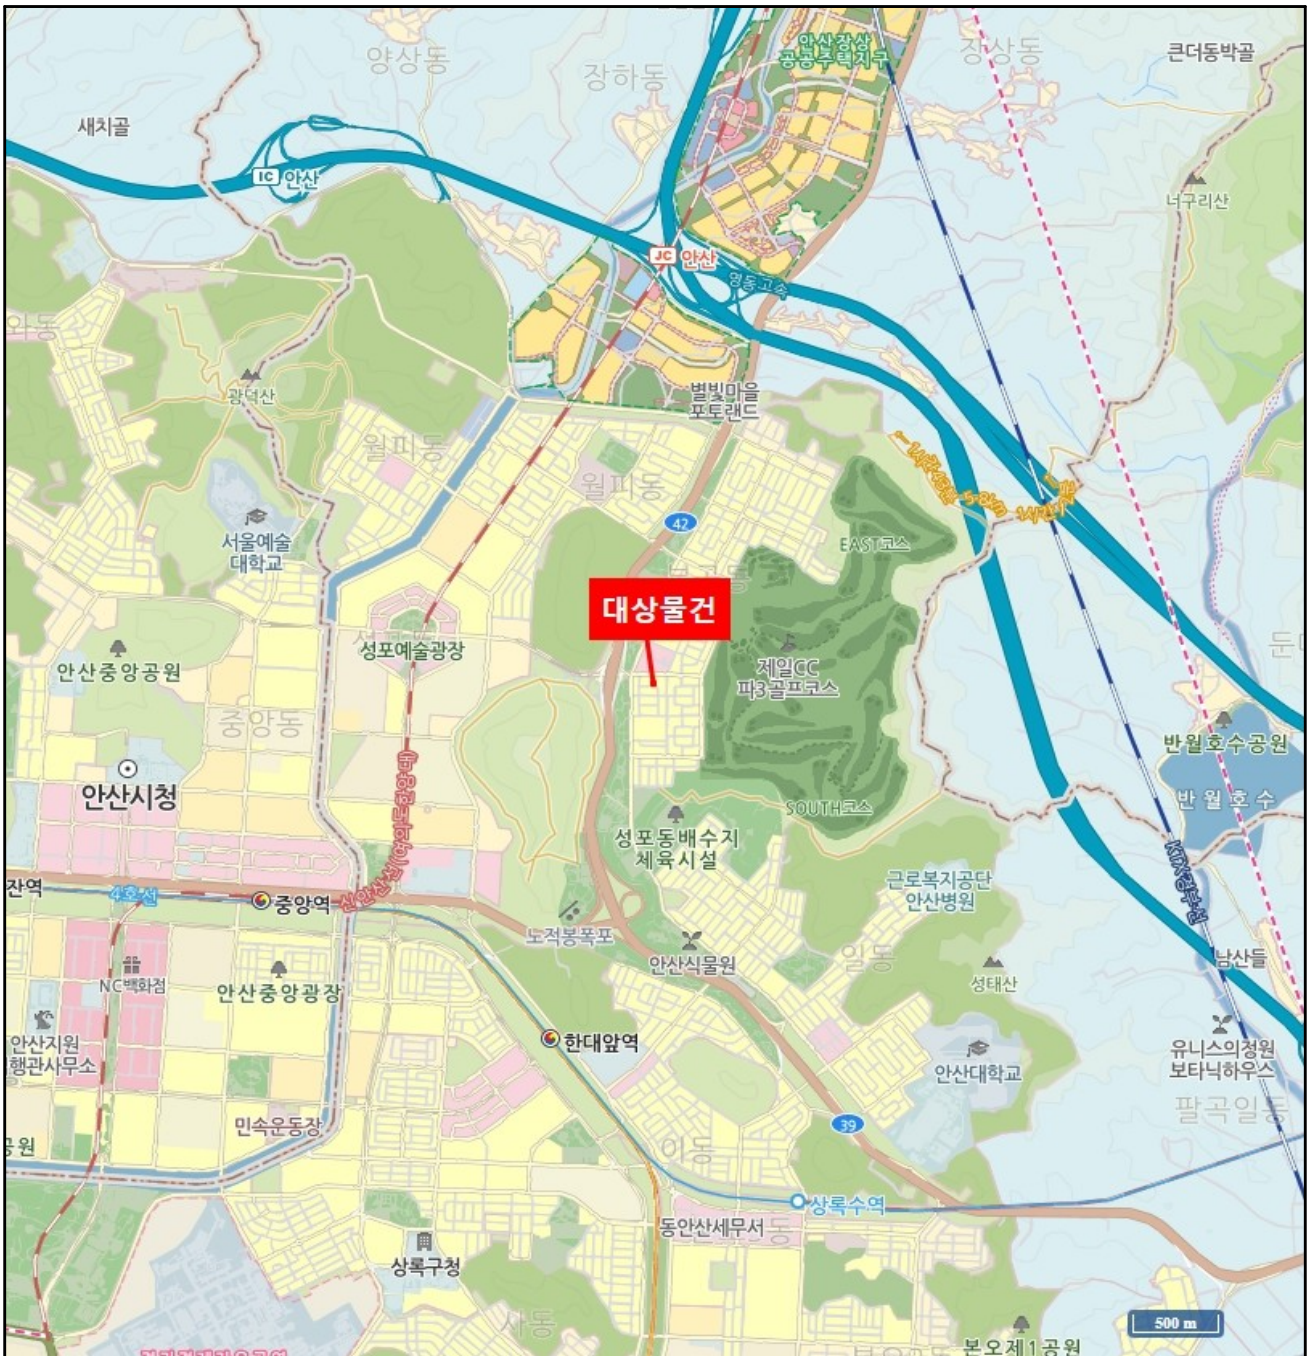 양상동
장하동
안산장상
공공주택지구
장상동
큰더동박골
새치골
IC 안산
너구리산
JC 안산
영동고속
와동
광덕산
별빛마을
포토랜드
월피동
월피동
42
서울예술
대학교
EAST코스
대상물건
성포예술광장
안산중앙공원
제일CC
파3골프코스
중앙동
반월호수공원
안산시청
반월호수
SOUTH코스
성포동배수지
체육시설
신안산선(여의도한양대)
근로복지공단
안산병원
4호선
중앙역
노적봉폭포
안산식물원
일동
성태산
남산들
NC백화점
안산중앙광장
안산지원
한대앞역
안산대학교
유니스의정원
보타닉하우스
팔곡일동
민속운동장
39
이동
상록수역
동안산세무서
상록구청
사동
500 m
본오제1공원